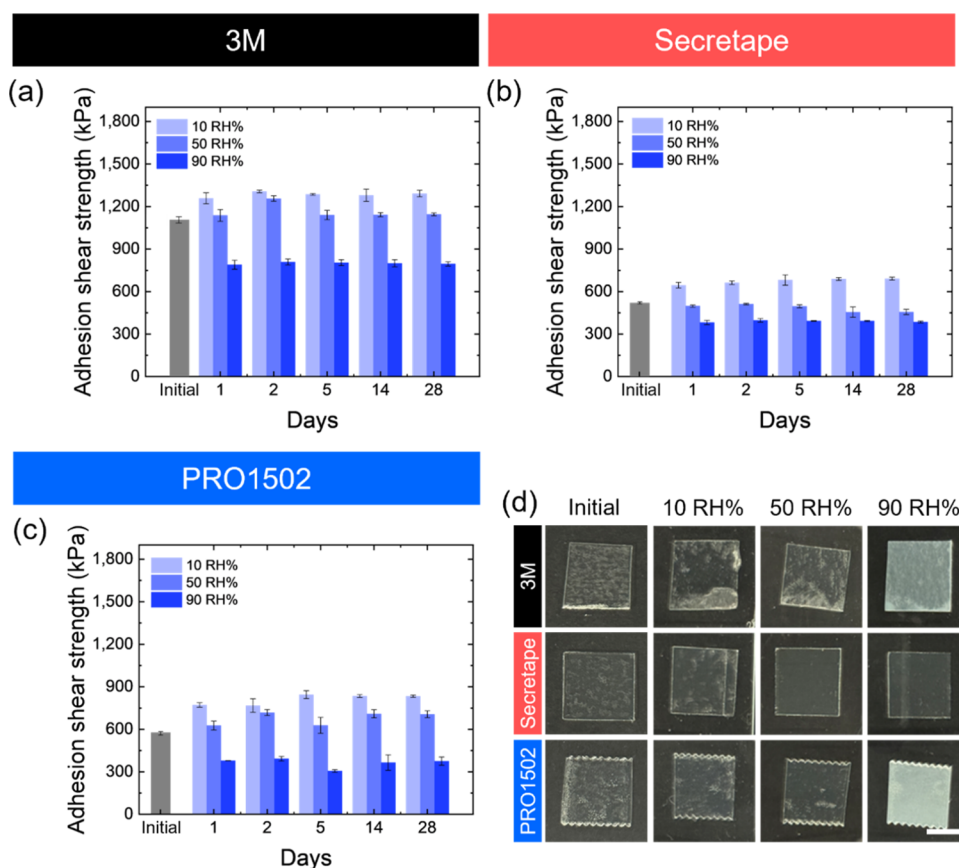 3M
Secretape
(a)
Adhesion shear strength (kPa)
1,800
1,500
1,200
900
600
300
0
10 RH%
50 RH%
90 RH%
Initial 1 2 5 14 28
Days
(b)
Adhesion shear strength (kPa)
1,800
1,500
1,200
900
600
300
0
10 RH%
50 RH%
90 RH%
Initial 1 2 5 14 28
Days
PRO1502
(c)
Adhesion shear strength (kPa)
1,800
1,500
1,200
900
600
300
0
10 RH%
50 RH%
90 RH%
Initial 1 2 5 14 28
Days
(d)
Initial 10 RH% 50 RH% 90 RH%
3M
Secretape
PRO1502